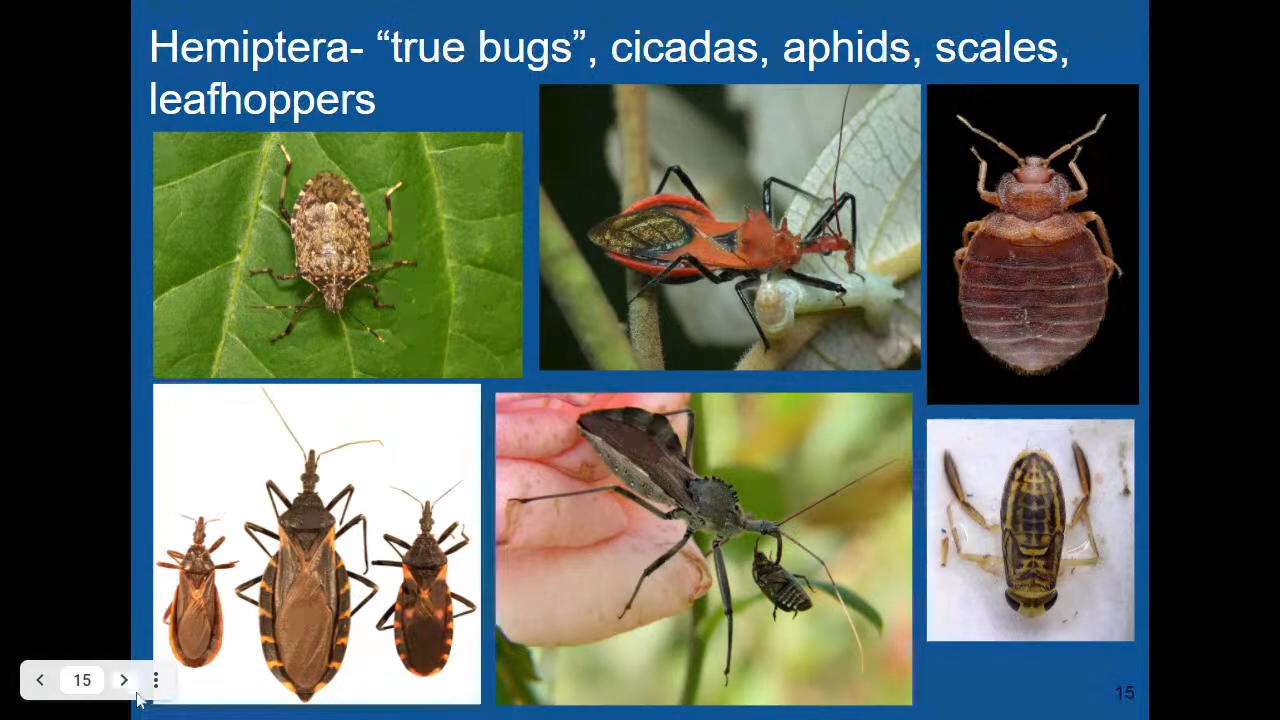 Hemiptera- “true bugs”, cicadas, aphids, scales,
leafhoppers
15
15